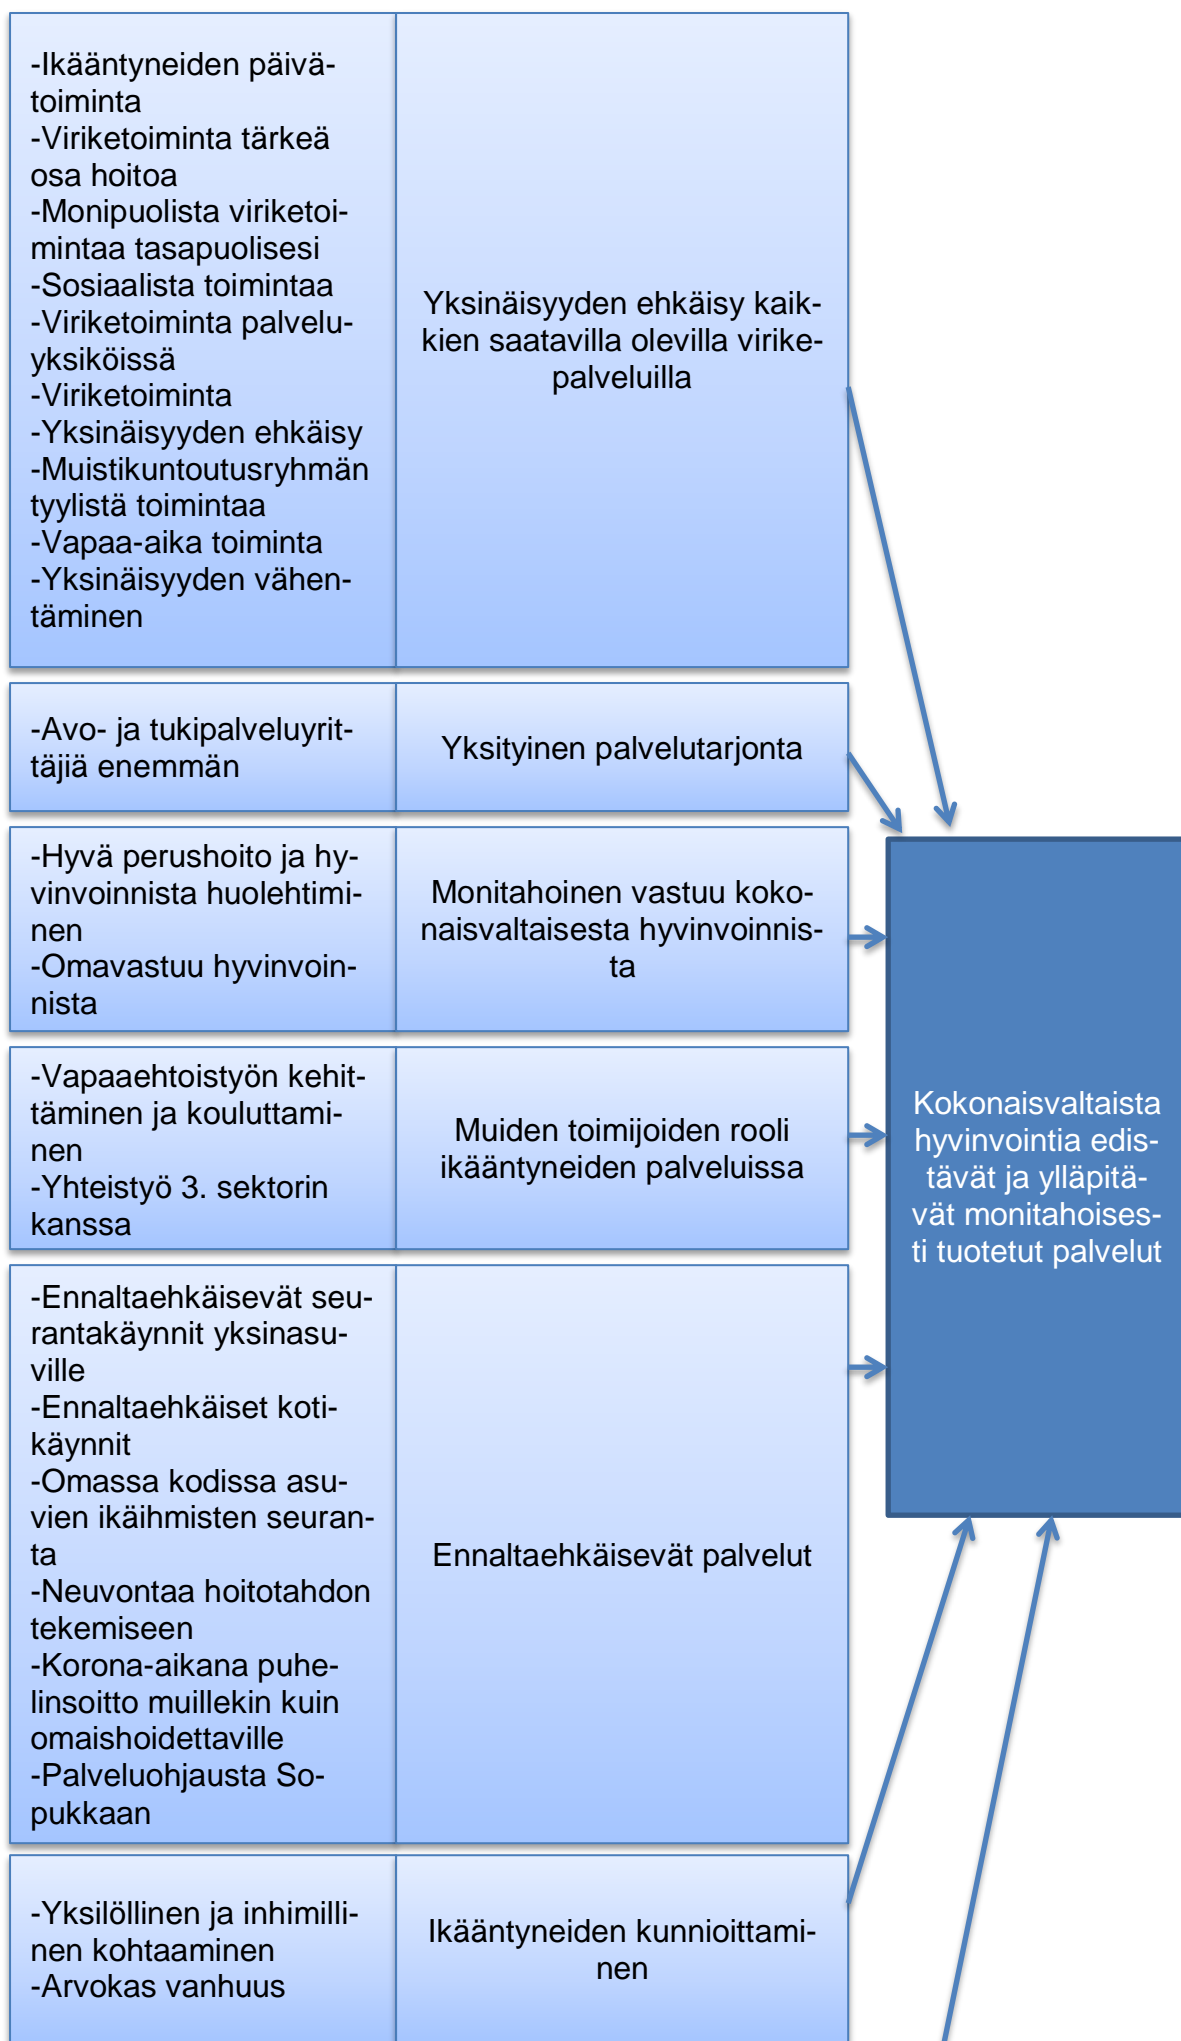 -Ikääntyneiden päivä-
toiminta
-Viriketoiminta tärkeä
osa hoitoa
-Monipuolista viriketoi-
mintaa tasapuolisesi
-Sosiaalista toimintaa
-Viriketoiminta palvelu-
yksiköissä
-Viriketoiminta
-Yksinäisyyden ehkäisy
-Muistikuntoutusryhmän
tyylistä toimintaa
-Vapaa-aika toiminta
-Yksinäisyyden vähen-
täminen
Yksinäisyyden ehkäisy kaik-
kien saatavilla olevilla virike-
palveluilla
-Avo- ja tukipalveluyrit-
täjiä enemmän
Yksityinen palvelutarjonta
-Hyvä perushoito ja hy-
vinvoinnista huolehtimi-
nen
-Omavastuu hyvinvoin-
nista
Monitahoinen vastuu koko-
naisvaltaisesta hyvinvoinnis-
ta
-Vapaaehtoistyön kehit-
täminen ja kouluttami-
nen
-Yhteistyö 3. sektorin
kanssa
Muiden toimijoiden rooli
ikääntyneiden palveluissa
-Ennaltaehkäisevät seu-
rantakäynnit yksinasu-
ville
-Ennaltaehkäiset koti-
käynnit
-Omassa kodissa asu-
vien ikäihmisten seuran-
ta
-Neuvontaa hoitotahdon
tekemiseen
-Korona-aikana puhe-
linsoitto muillekin kuin
omaishoidettaville
-Palveluohjausta So-
pukkaan
Ennaltaehkäisevät palvelut
-Yksilöllinen ja inhimilli-
nen kohtaaminen
-Arvokas vanhuus
Ikääntyneiden kunnioittami-
nen
Kokonaisvaltaista
hyvinvointia edis-
tävät ja ylläpitä-
vät monitahoises-
ti tuotetut palvelut